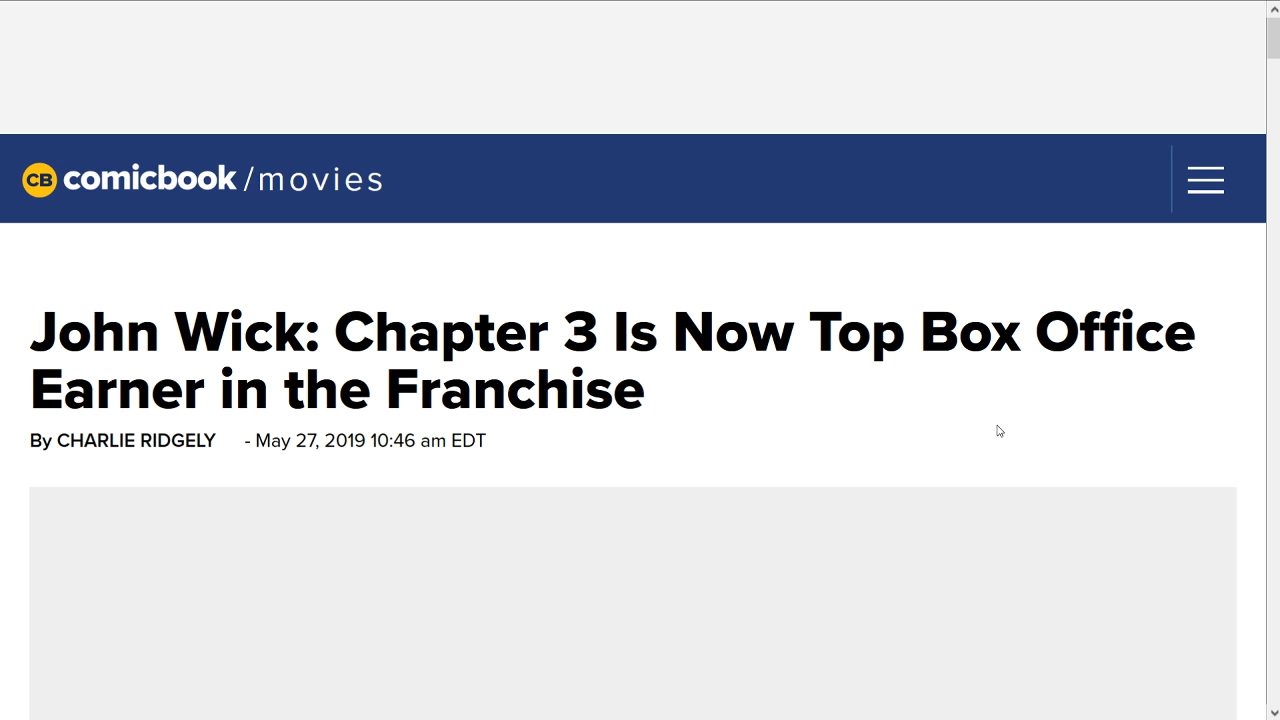 CB comicbook /movies
John Wick: Chapter 3 Is Now Top Box Office
Earner in the Franchise
By CHARLIE RIDGELY - May 27, 2019 10:46 am EDT